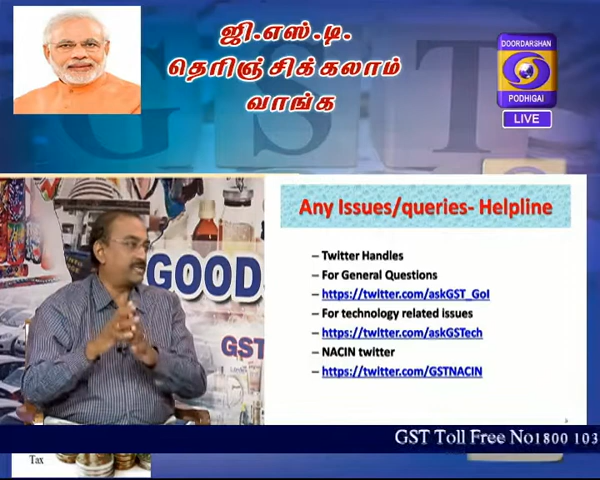 ஜி.எஸ்.டி.
தெரிஞ்சிக்கலாம்
வாங்க
DOORDARSHAN
PODHIGAI
LIVE
GST
GOODS
GST
Any Issues/queries- Helpline
– Twitter Handles
– For General Questions
– https://twitter.com/askGST_GoI
– For technology related issues
– https://twitter.com/askGSTech
– NACIN twitter
– https://twitter.com/GSTNACIN
GST Toll Free No1800 103
Tax